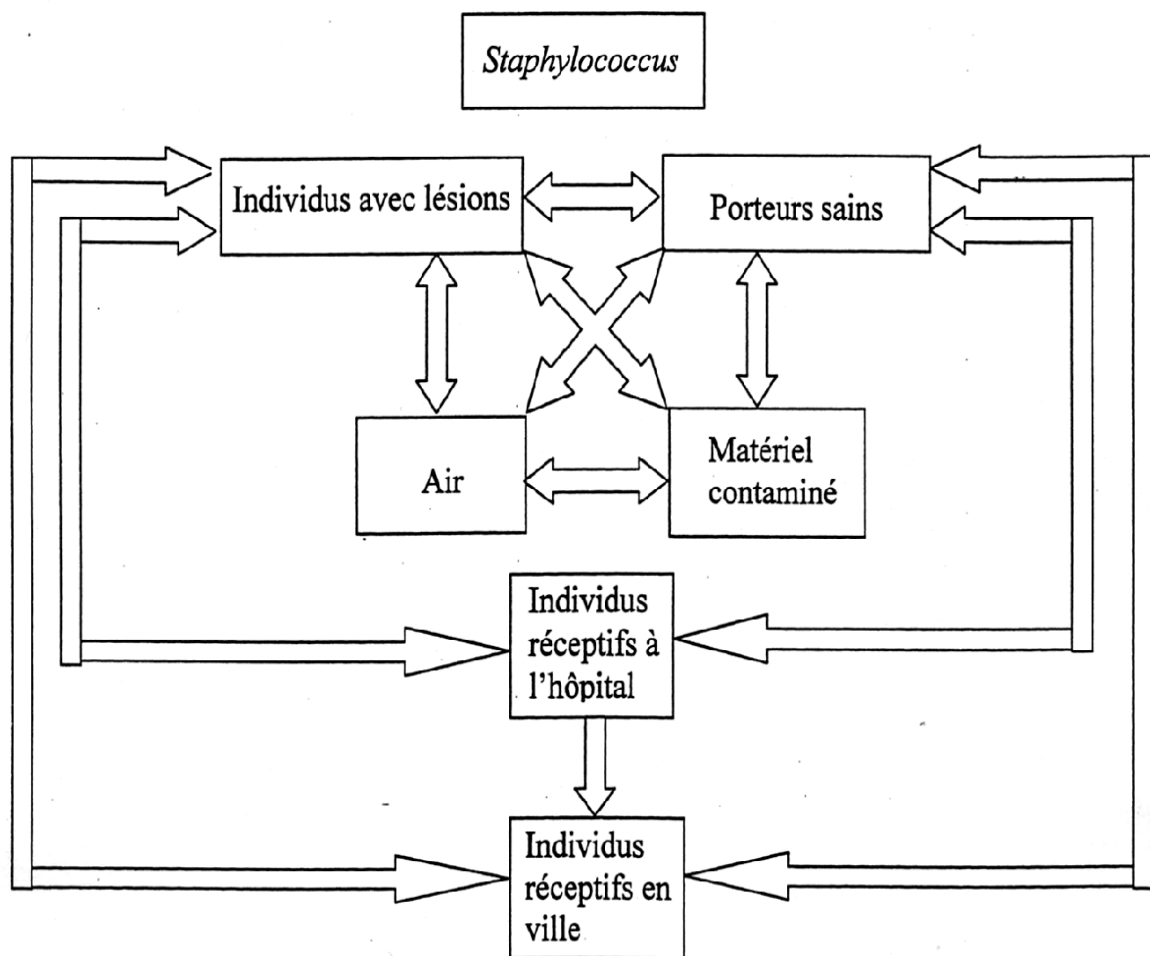 Staphylococcus
Individus avec lésions
Porteurs sains
Air
Matériel
contaminé
Individus
réceptifs à
l'hôpital
Individus
réceptifs en
ville